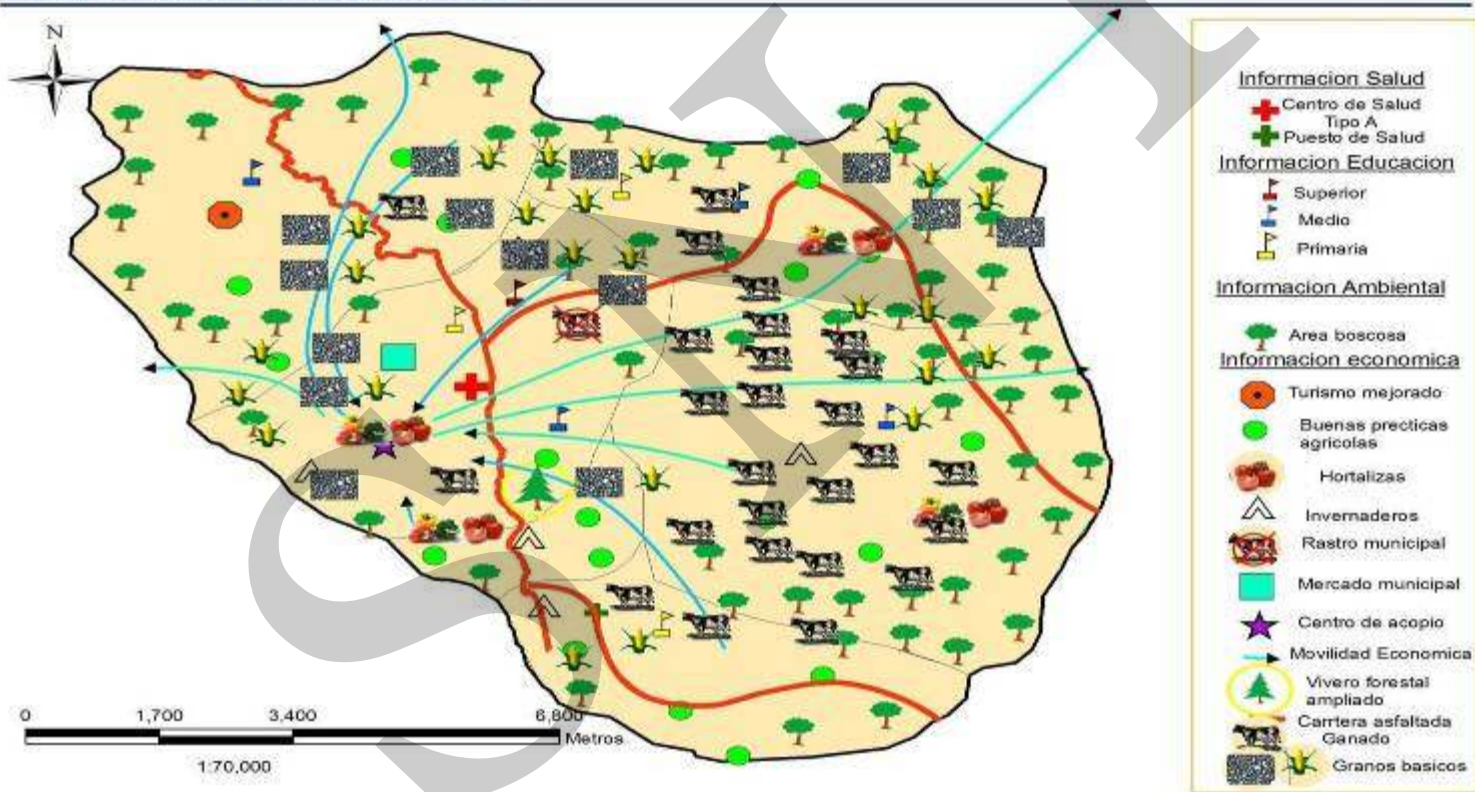 N
Informacion Salud
Centro de Salud
Tipo A
Puesto de Salud
Informacion Educacion
Superior
Medio
Primaria
Informacion Ambiental
Area boscosa
Informacion economica
Turismo mejorado
Buenas precticas
agricolas
Hortalizas
Invernaderos
Rastro municipal
Mercado municipal
Centro de acopio
Movilidad Economica
Vivero forestal
ampliado
Carrtera asfaltada
Ganado
Granos basicos
0 1,700 3,400 6,800
Metros
1:70,000